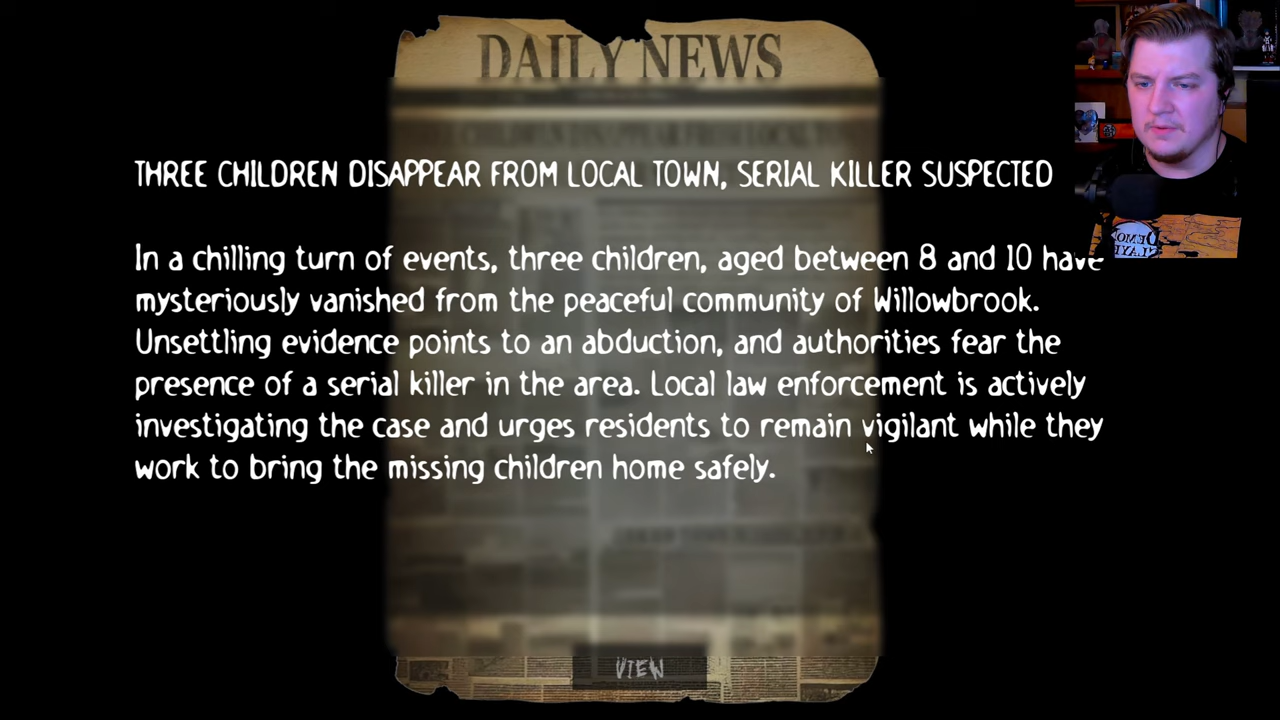 DAILY NEWS
THREE CHILDREN DISAPPEAR FROM LOCAL TOWN, SERIAL KILLER SUSPECTED
In a chilling turn of events, three children, aged between 8 and 10 have
mysteriously vanished from the peaceful community of Willowbrook.
Unsettling evidence points to an abduction, and authorities fear the
presence of a serial killer in the area. Local law enforcement is actively
investigating the case and urges residents to remain vigilant while they
work to bring the missing children home safely.
VIEW